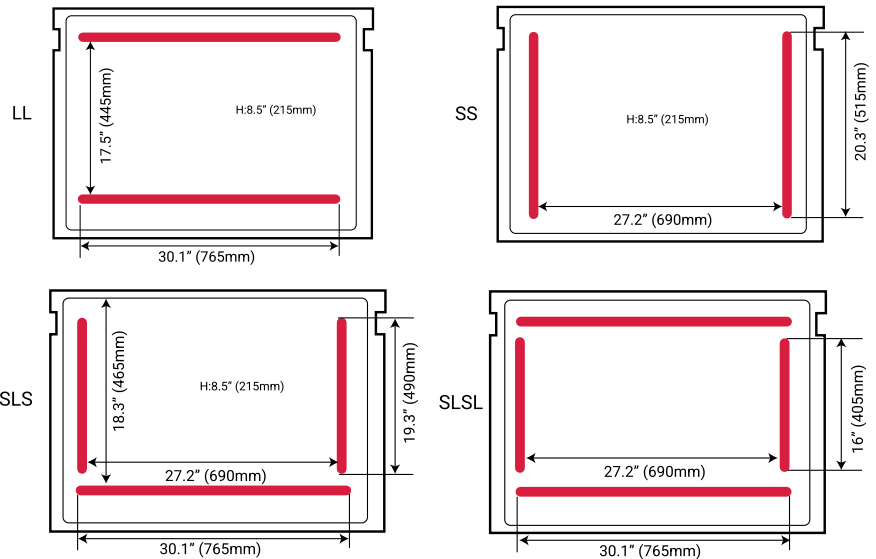 LL
17.5” (445mm)
H:8.5” (215mm)
30.1” (765mm)
SS
H:8.5” (215mm)
20.3” (515mm)
27.2” (690mm)
SLS
18.3” (465mm)
H:8.5” (215mm)
19.3” (490mm)
27.2” (690mm)
30.1” (765mm)
SLSL
16” (405mm)
27.2” (690mm)
30.1” (765mm)